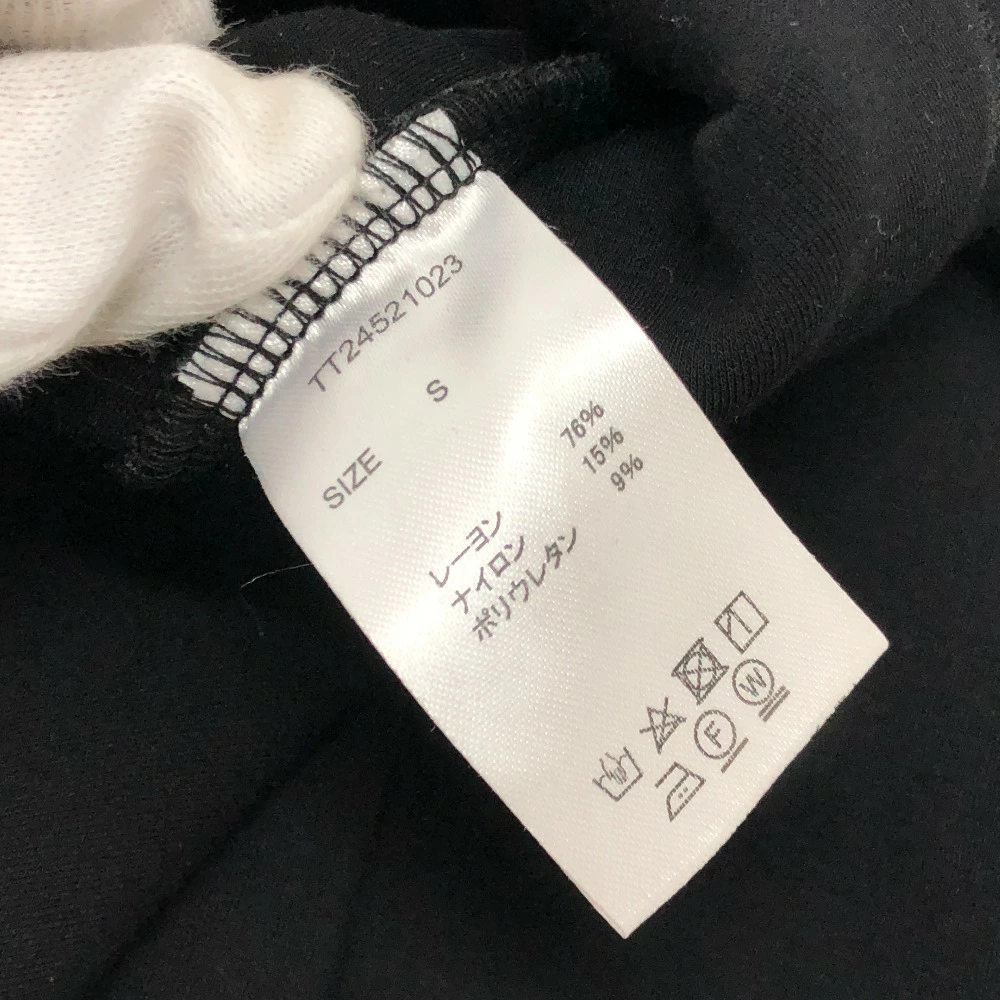 TT24521023
SIZE S
レーヨン 76%
ナイロン 15%
ポリウレタン 9%
F W